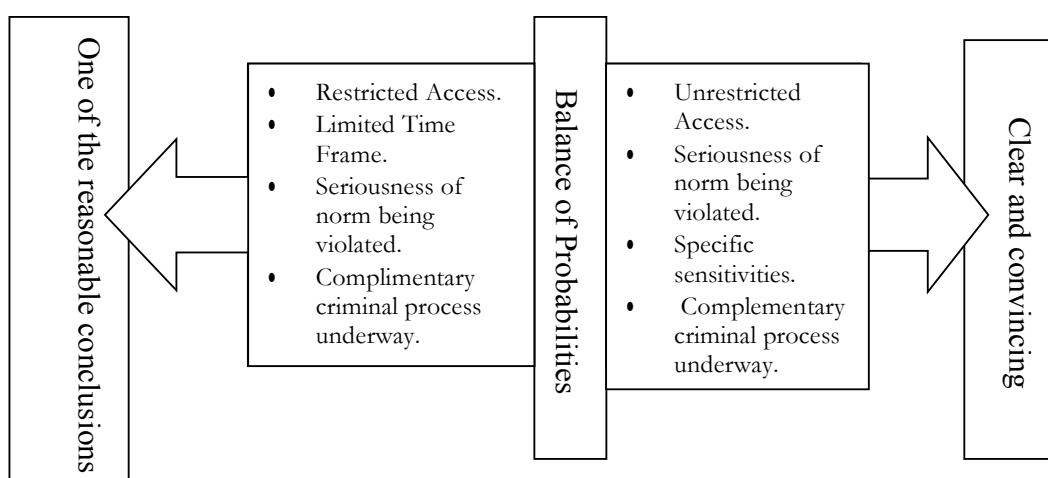 One of the reasonable conclusions
• Restricted Access.
• Limited Time
Frame.
• Seriousness of
norm being
violated.
• Complimentary
criminal process
underway.
Balance of Probabilities
• Unrestricted
Access.
• Seriousness of
norm being
violated.
• Specific
sensitivities.
• Complementary
criminal process
underway.
Clear and convincing